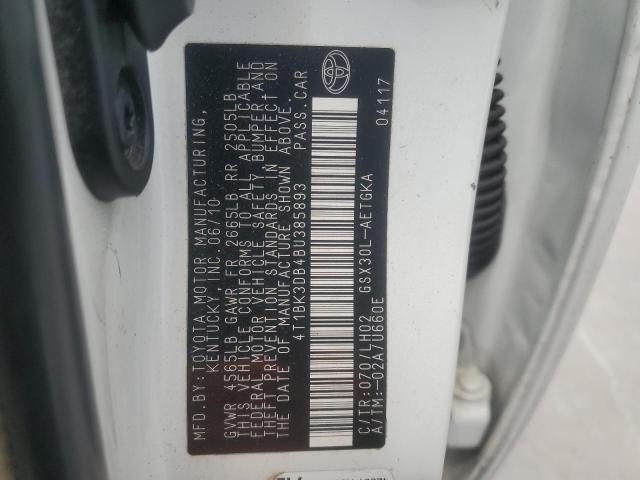 MFD.BY:TOYOTA MOTOR MANUFACTURING,
KENTUCKY, INC. 06/10
GVWR 4565LB GAWR FR 2665LB RR 2505LB
THIS VEHICLE CONFORMS TO ALL APPLICABLE
FEDERAL MOTOR VEHICLE SAFETY, BUMPER, AND
THEFT PREVENTION STANDARDS IN EFFECT ON
THE DATE OF MANUFACTURE SHOWN ABOVE.
4T1BK3DB4BU385893 PASS.CAR
C/TR:070/LH02 GSX30L-AETGKA
A/TM:-02A/U660E
04117